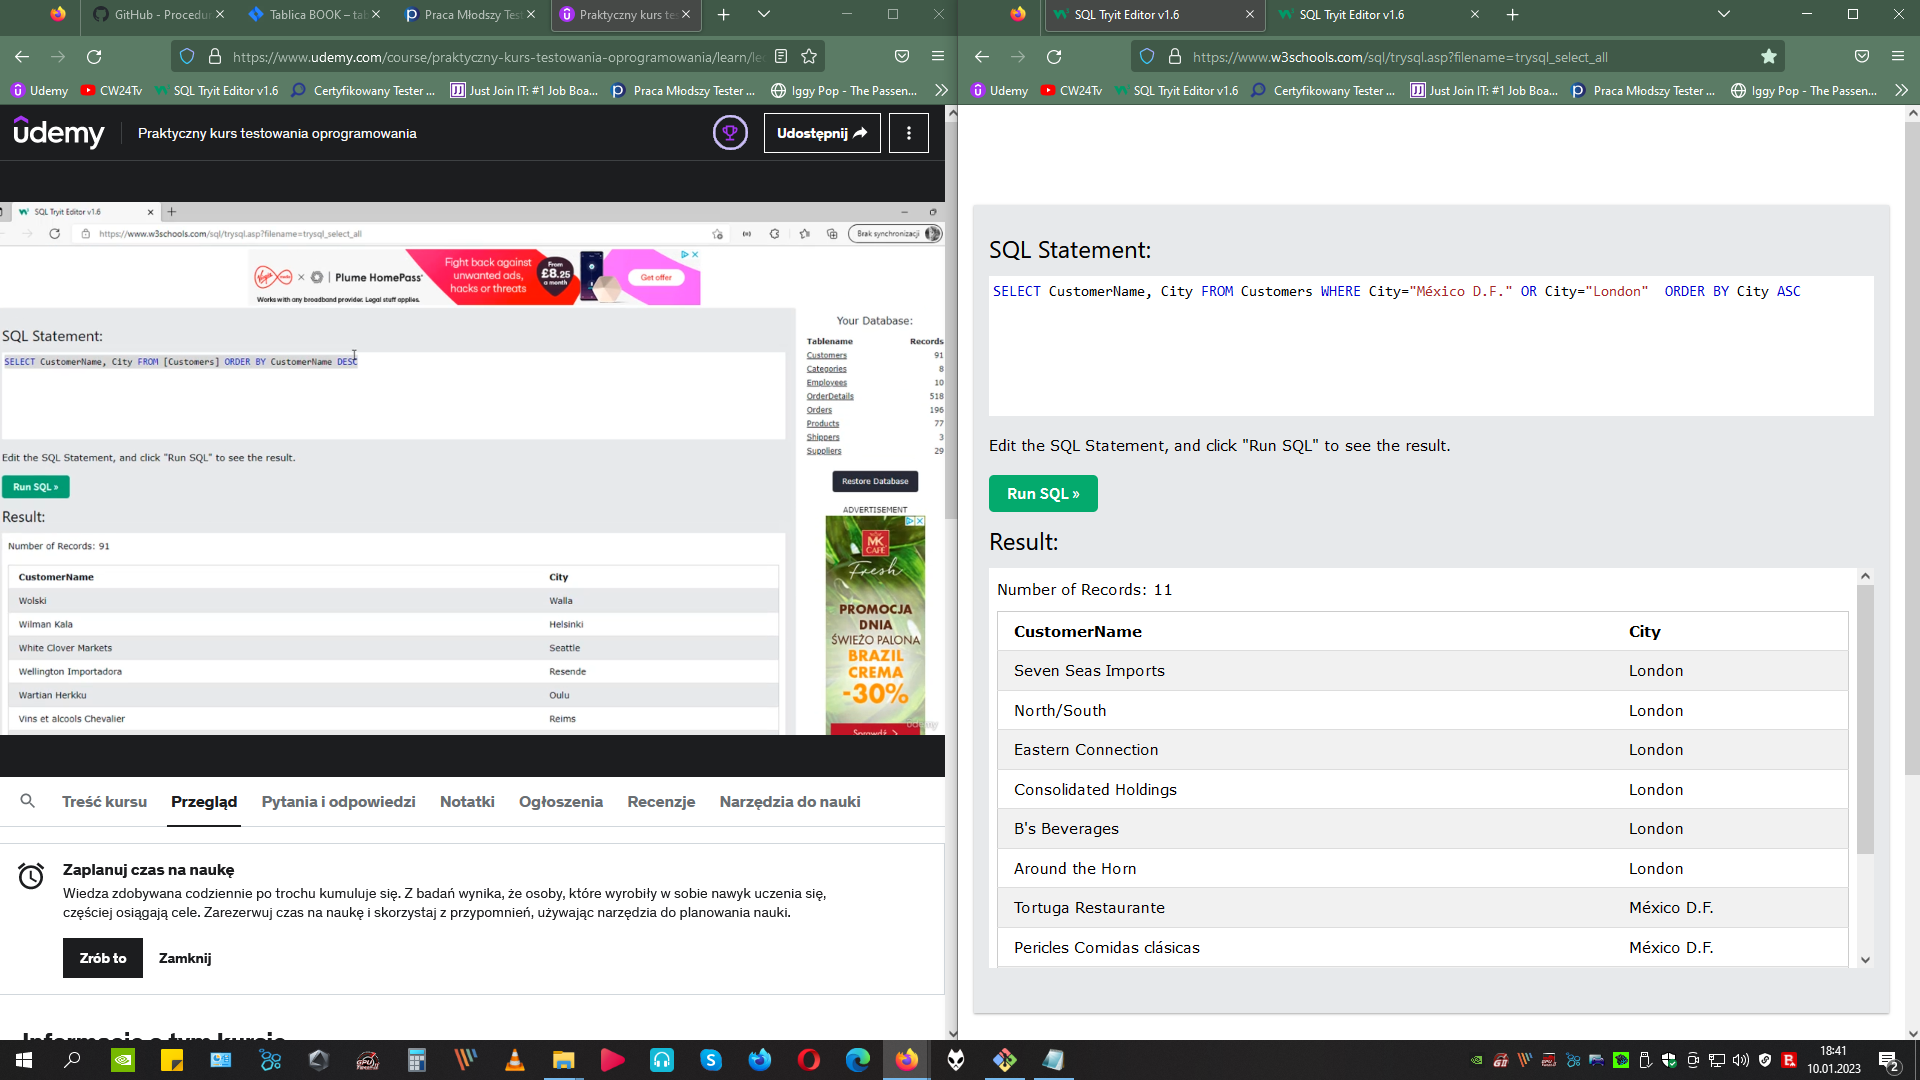 GitHub - Procedur
Tablica BOOK – tab
Praca Młodszy Test
Praktyczny kurs tes
https://www.udemy.com/course/praktyczny-kurs-testowania-oprogramowania/learn/lec
Udemy
CW24Tv
SQL Tryit Editor v1.6
Certyfikowany Tester ...
Just Join IT: #1 Job Boa...
Praca Młodszy Tester ...
Iggy Pop - The Passen...
udemy
Praktyczny kurs testowania oprogramowania
Udostępnij
SQL Tryit Editor v1.6
https://www.w3schools.com/sql/trysql.asp?filename=trysql_select_all
Brak synchronizacji
Plume HomePass
Works with any broadband provider. Legal stuff applies.
Fight back against
unwanted ads,
hacks or threats
From
£8.25
a month
Get offer
SQL Statement:
SELECT CustomerName, City FROM [Customers] ORDER BY CustomerName DESC
Edit the SQL Statement, and click "Run SQL" to see the result.
Run SQL »
Result:
Number of Records: 91
CustomerName City
Wolski Walla
Wilman Kala Helsinki
White Clover Markets Seattle
Wellington Importadora Resende
Wartian Herkku Oulu
Vins et alcools Chevalier Reims
Your Database:
Tablename Records
Customers 91
Categories 8
Employees 10
OrderDetails 518
Orders 196
Products 77
Shippers 3
Suppliers 29
Restore Database
ADVERTISEMENT
MK
CAFÉ
Fresh
PROMOCJA
DNIA
ŚWIEŻO PALONA
BRAZIL
CREMA
-30%
Sprawdź >
udemy
Treść kursu
Przegląd
Pytania i odpowiedzi
Notatki
Ogłoszenia
Recenzje
Narzędzia do nauki
Zaplanuj czas na naukę
Wiedza zdobywana codziennie po trochu kumuluje się. Z badań wynika, że osoby, które wyrobiły w sobie nawyk uczenia się,
częściej osiągają cele. Zarezerwuj czas na naukę i skorzystaj z przypomnień, używając narzędzia do planowania nauki.
Zrób to
Zamknij
Informacje o tym kursie
SQL Tryit Editor v1.6
SQL Tryit Editor v1.6
https://www.w3schools.com/sql/trysql.asp?filename=trysql_select_all
Udemy
CW24Tv
SQL Tryit Editor v1.6
Certyfikowany Tester ...
Just Join IT: #1 Job Boa...
Praca Młodszy Tester ...
Iggy Pop - The Passen...
SQL Statement:
SELECT CustomerName, City FROM Customers WHERE City="México D.F." OR City="London"  ORDER BY City ASC
Edit the SQL Statement, and click "Run SQL" to see the result.
Run SQL »
Result:
Number of Records: 11
CustomerName City
Seven Seas Imports London
North/South London
Eastern Connection London
Consolidated Holdings London
B's Beverages London
Around the Horn London
Tortuga Restaurante México D.F.
Pericles Comidas clásicas México D.F.
18:41
10.01.2023
2